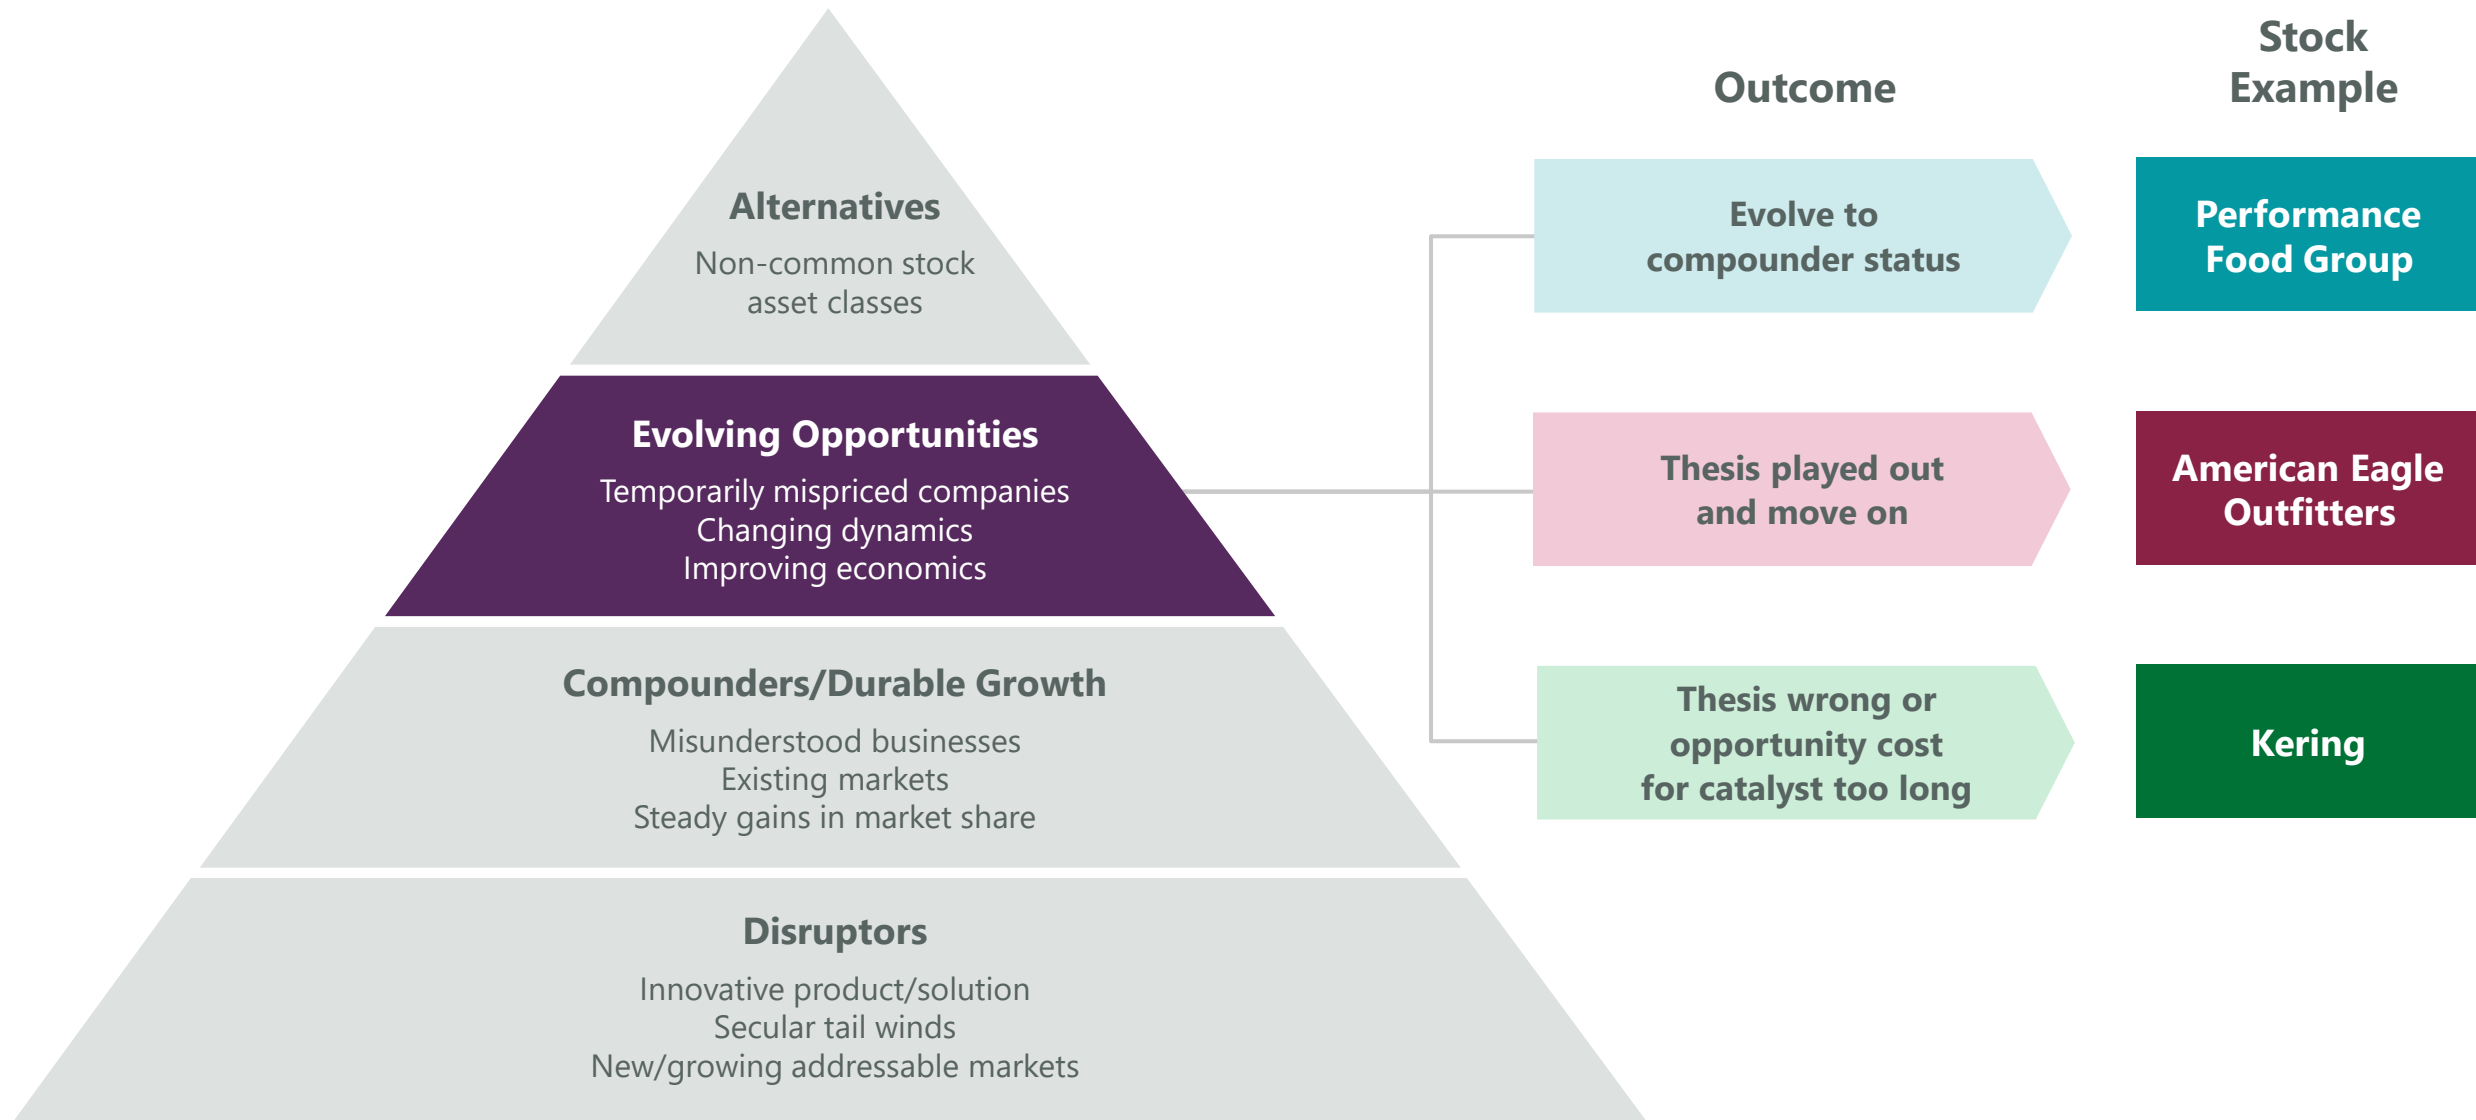 Alternatives
Non-common stock
asset classes
Evolving Opportunities
Temporarily mispriced companies
Changing dynamics
Improving economics
Compounders/Durable Growth
Misunderstood businesses
Existing markets
Steady gains in market share
Disruptors
Innovative product/solution
Secular tail winds
New/growing addressable markets
Outcome
Stock
Example
Evolve to
compounder status
Performance
Food Group
Thesis played out
and move on
American Eagle
Outfitters
Thesis wrong or
opportunity cost
for catalyst too long
Kering